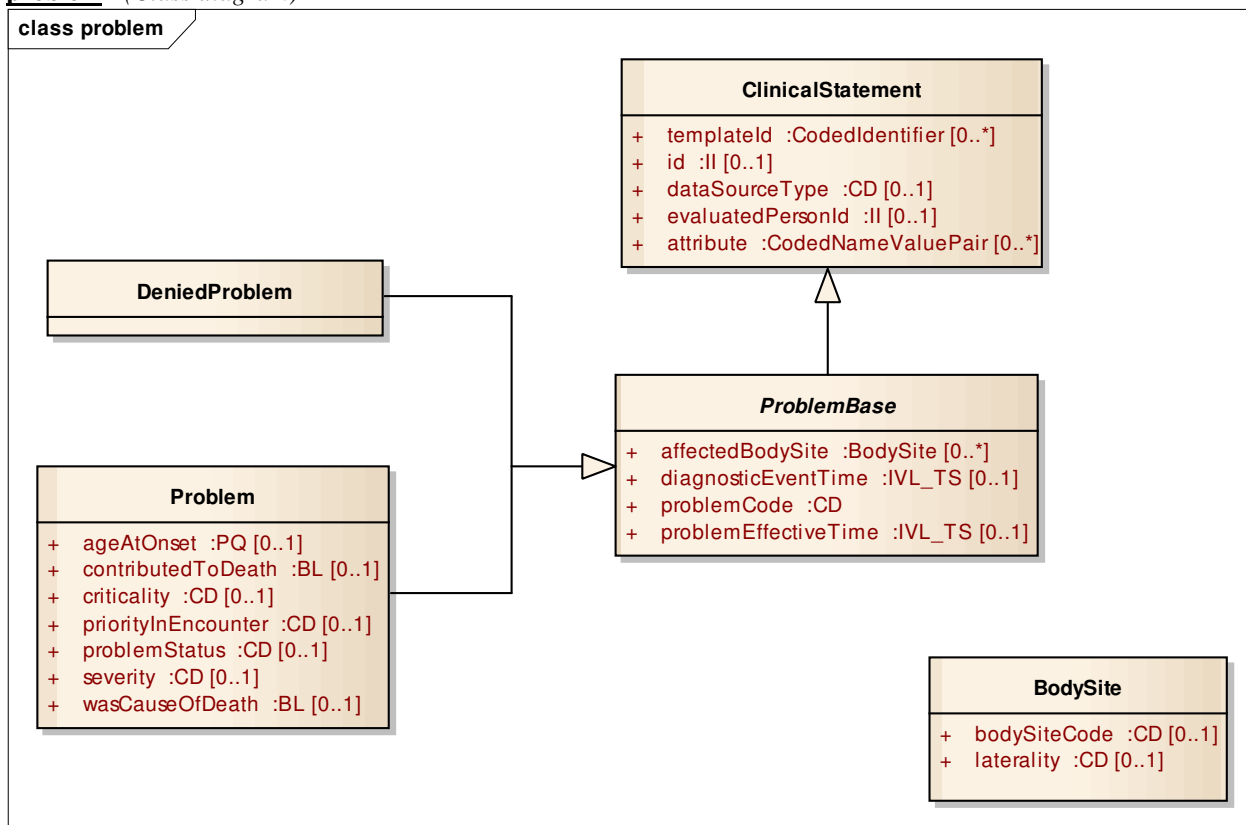 problem - (Class diagram)
class problem
ClinicalStatement
+ templateId :CodedIdentifier [0..*]
+ id :II [0..1]
+ dataSourceType :CD [0..1]
+ evaluatedPersonId :II [0..1]
+ attribute :CodedNameValuePair [0..*]
DeniedProblem
ProblemBase
+ affectedBodySite :BodySite [0..*]
+ diagnosticEventTime :IVL_TS [0..1]
+ problemCode :CD
+ problemEffectiveTime :IVL_TS [0..1]
Problem
+ ageAtOnset :PQ [0..1]
+ contributedToDeath :BL [0..1]
+ criticality :CD [0..1]
+ priorityInEncounter :CD [0..1]
+ problemStatus :CD [0..1]
+ severity :CD [0..1]
+ wasCauseOfDeath :BL [0..1]
BodySite
+ bodySiteCode :CD [0..1]
+ laterality :CD [0..1]